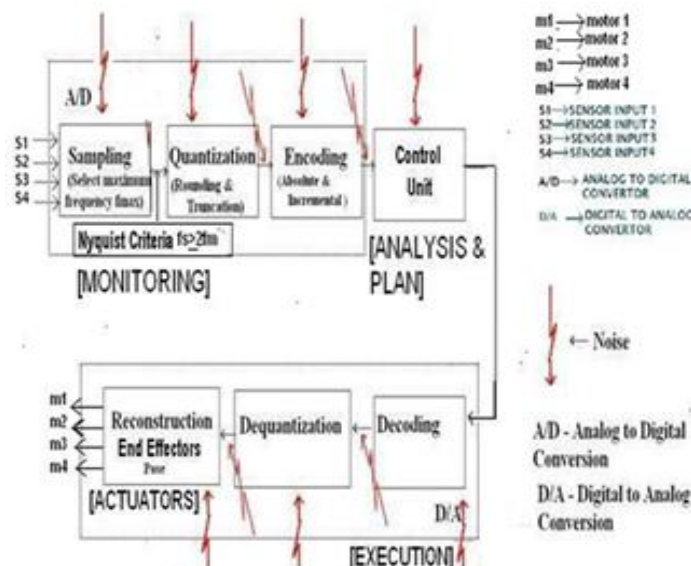 A/D
S1
S2
S3
S4
Sampling
(Select maximum
frequency fmax)
Quantization
(Rounding &
Truncation)
Encoding
(Absolute &
Incremental )
Control
Unit
Nyquist Criteria fs>2fm
[MONITORING]
[ANALYSIS &
PLAN]
m1
m2
m3
m4
Reconstruction
End Effectors
Pose
Dequantization
Decoding
[ACTUATORS]
D/A
[EXECUTION]
m1 → motor 1
m2 → motor 2
m3 → motor 3
m4 → motor 4
S1 → SENSOR INPUT 1
S2 → SENSOR INPUT 2
S3 → SENSOR INPUT 3
S4 → SENSOR INPUT 4
A/D → ANALOG TO DIGITAL
CONVERTOR
D/A → DIGITAL TO ANALOG
CONVERTOR
← Noise
A/D - Analog to Digital
Conversion
D/A - Digital to Analog
Conversion